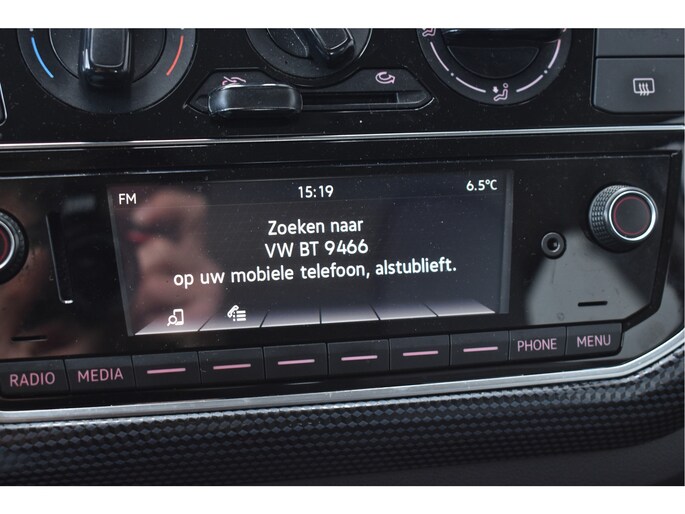 FM 15:19 6.5°C
Zoeken naar
VW BT 9466
op uw mobiele telefoon, alstublieft.
RADIO MEDIA PHONE MENU